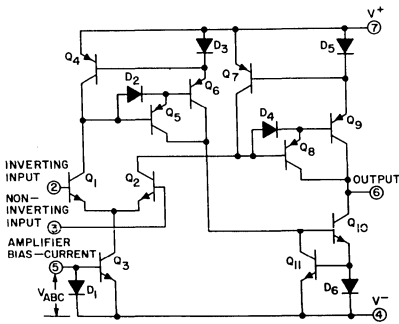 V+
⑦
Q4
D3
D5
D2
Q6
Q7
Q5
D4
Q9
Q8
INVERTING
INPUT
②
Q1
Q2
OUTPUT
⑥
NON-
INVERTING
INPUT
③
Q10
AMPLIFIER
BIAS-CURRENT
⑤
Q3
Q11
VABC
D1
D6
V-
④